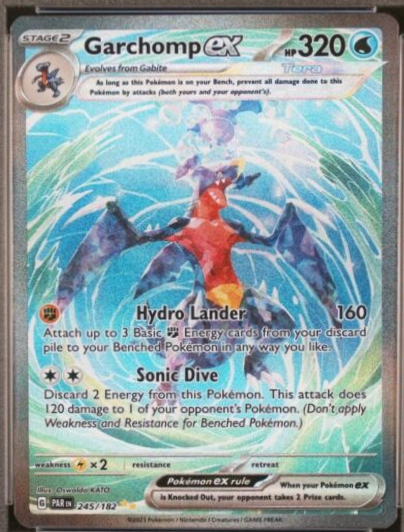 STAGE 2
Garchomp ex HP 320
Evolves from Gabite Tera
As long as this Pokémon is on your Bench, prevent all damage done to this
Pokémon by attacks (both yours and your opponent's).
Hydro Lander 160
Attach up to 3 Basic Energy cards from your discard
pile to your Benched Pokémon in any way you like.
Sonic Dive
Discard 2 Energy from this Pokémon. This attack does
120 damage to 1 of your opponent's Pokémon. (Don't apply
Weakness and Resistance for Benched Pokémon.)
weakness ×2 resistance retreat
Illus. Oswaldo KATO
Pokémon ex rule When your Pokémon ex
is Knocked Out, your opponent takes 2 Prize cards.
G PAR EN 245/182
©2023 Pokémon / Nintendo / Creatures / GAME FREAK